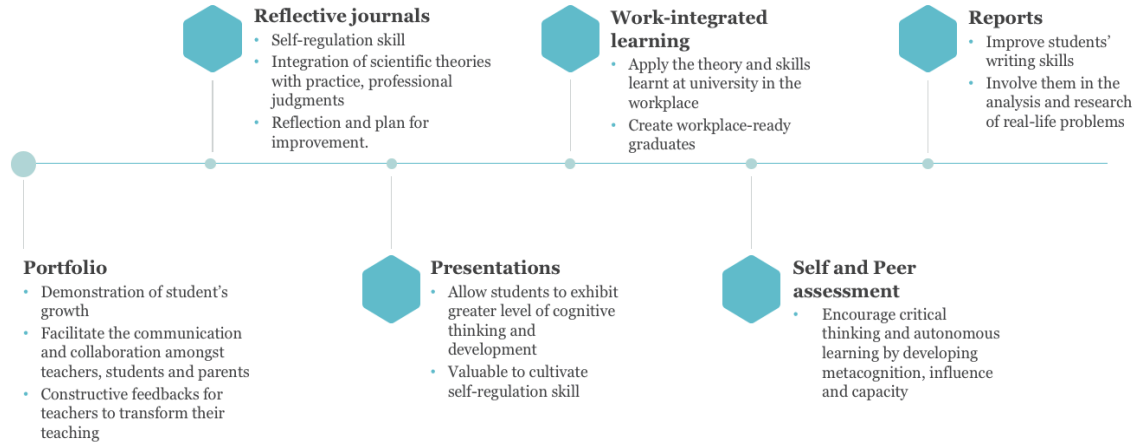 Reflective journals
• Self-regulation skill
• Integration of scientific theories
with practice, professional
judgments
• Reflection and plan for
improvement.
Work-integrated
learning
• Apply the theory and skills
learnt at university in the
workplace
• Create workplace-ready
graduates
Reports
• Improve students’
writing skills
• Involve them in the
analysis and research
of real-life problems
Portfolio
• Demonstration of student’s
growth
• Facilitate the communication
and collaboration amongst
teachers, students and parents
• Constructive feedbacks for
teachers to transform their
teaching
Presentations
• Allow students to exhibit
greater level of cognitive
thinking and
development
• Valuable to cultivate
self-regulation skill
Self and Peer
assessment
• Encourage critical
thinking and autonomous
learning by developing
metacognition, influence
and capacity